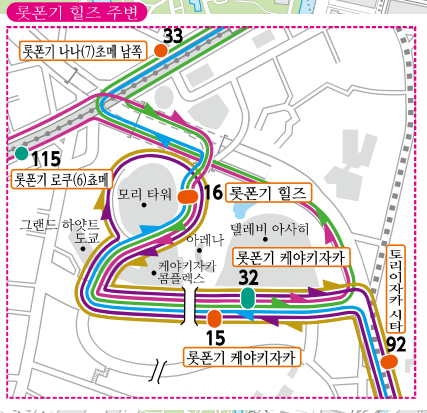 롯폰기 힐즈 주변
33
롯폰기 나나(7)쵸메 남쪽
115
롯폰기 로쿠(6)쵸메
모리 타워
16
롯폰기 힐즈
그랜드 하얏트
도쿄
아레나
텔레비 아사히
케야키자카
콤플렉스
롯폰기 케야키자카
32
토리이자카 시타
15
92
롯폰기 케야키자카